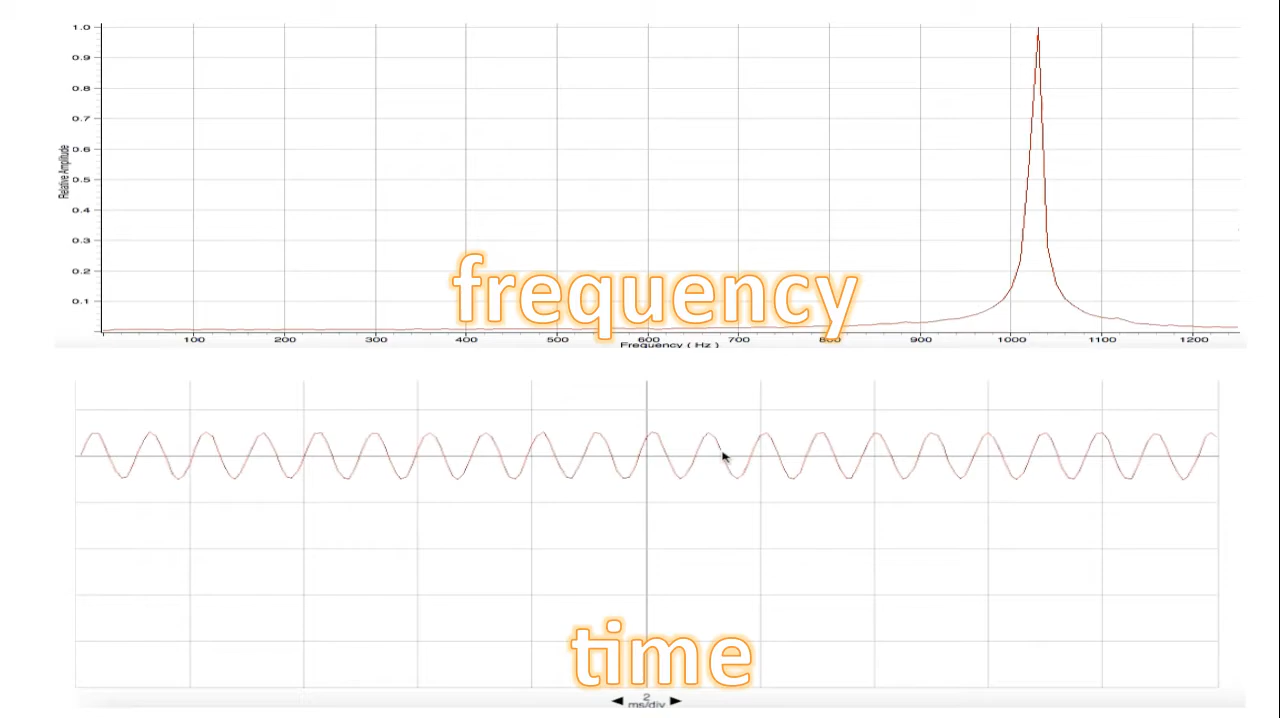 1.0
0.9
0.8
0.7
0.6
0.5
0.4
0.3
0.2
0.1
Relative Amplitude
frequency
100 200 300 400 500 600 700 800 900 1000 1100 1200
Frequency ( Hz )
time
2
ms/div